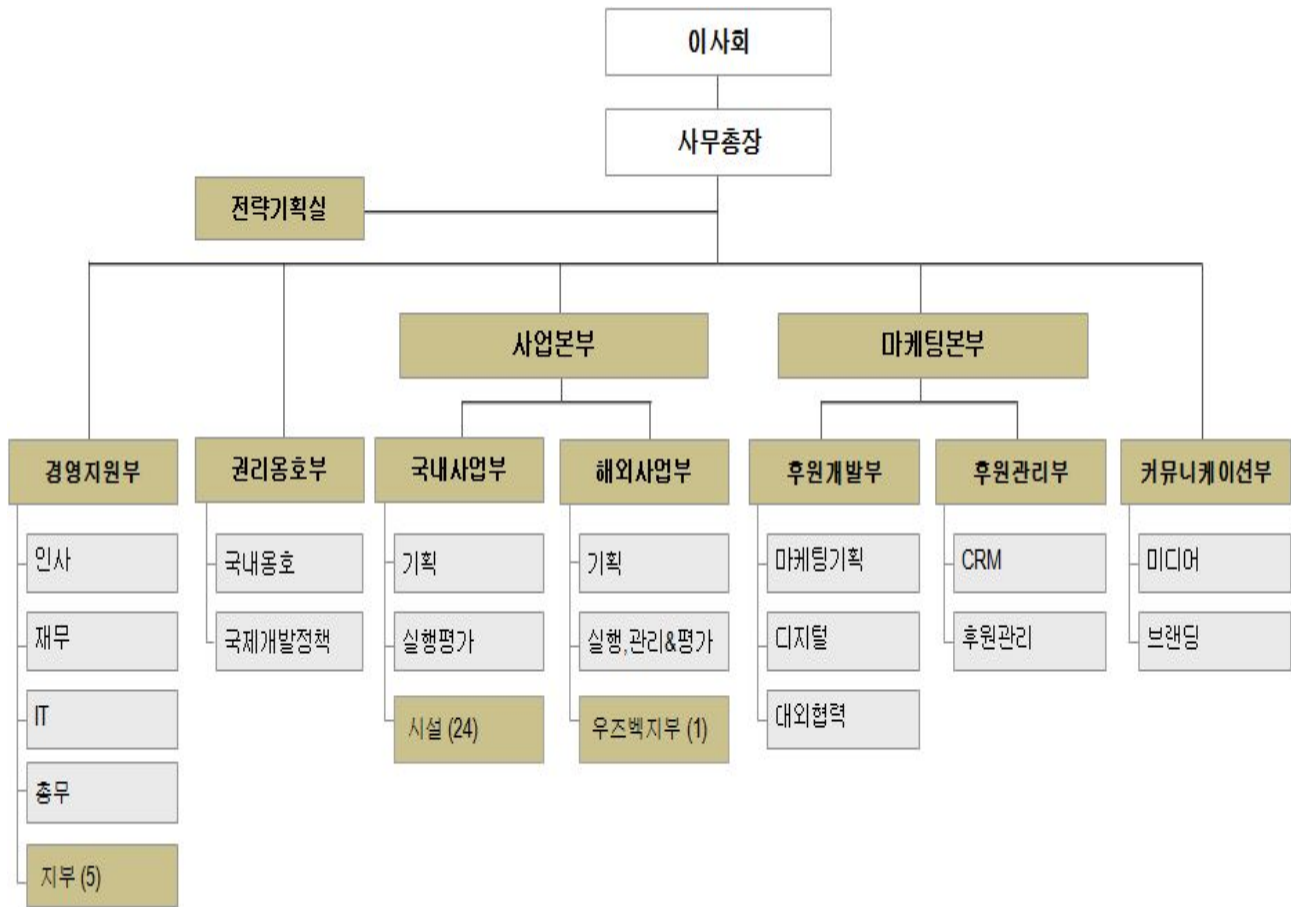 이사회
사무총장
전략기획실
사업본부
마케팅본부
경영지원부
권리옹호부
국내사업부
해외사업부
후원개발부
후원관리부
커뮤니케이션부
인사
국내옹호
기획
기획
마케팅기획
CRM
미디어
재무
국제개발정책
실행평가
실행,관리&평가
디지털
후원관리
브랜딩
IT
시설 (24)
우즈벡지부 (1)
대외협력
총무
지부 (5)